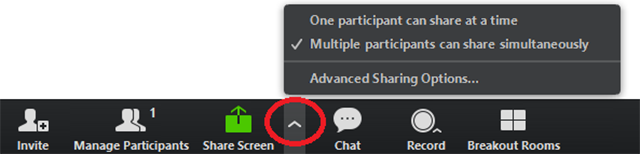 One participant can share at a time
Multiple participants can share simultaneously
Advanced Sharing Options...
1
Invite Manage Participants Share Screen Chat Record Breakout Rooms